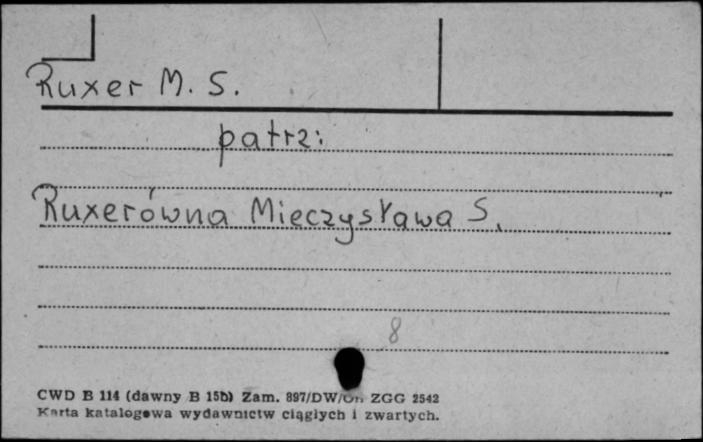 Ruxer M. S.
patrz:
Ruxerówna Mieczysława S.
8
CWD B 114 (dawny B 15b) Zam. 897/DW/ ZGG 2542
Karta katalogowa wydawnictw ciągłych i zwartych.